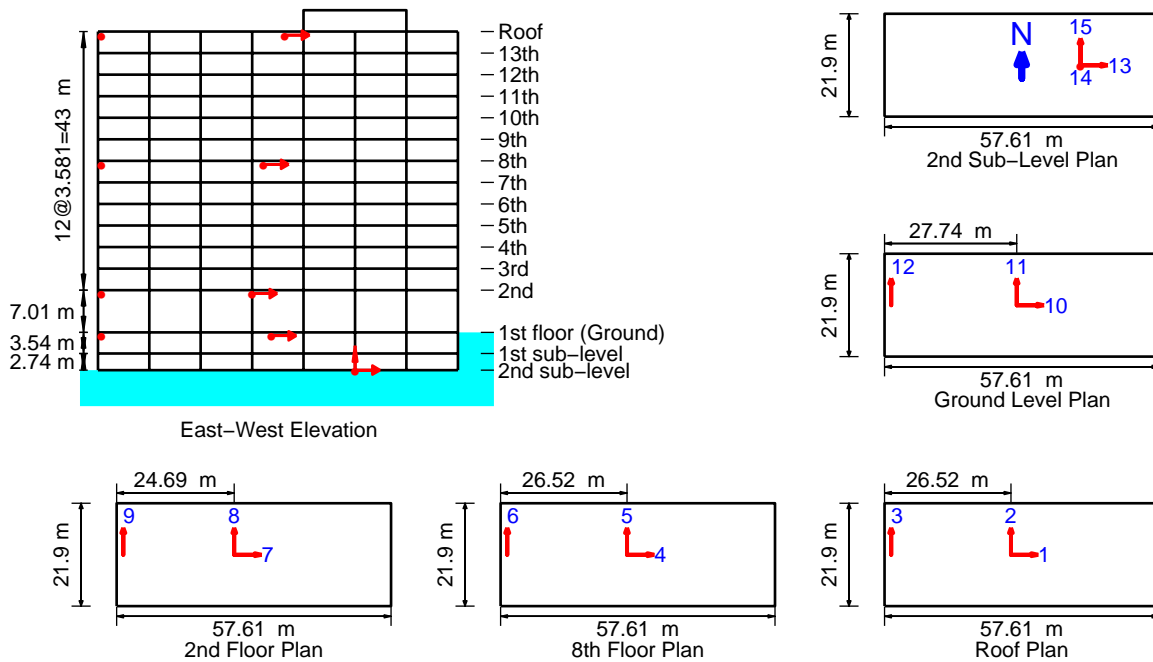 Roof
13th
12th
11th
10th
9th
8th
7th
6th
5th
4th
3rd
2nd
1st floor (Ground)
1st sub−level
2nd sub−level
12@3.581=43 m
7.01 m
3.54 m
2.74 m
East−West Elevation
N
15
13
14
21.9 m
57.61 m
2nd Sub−Level Plan
27.74 m
12
11
10
21.9 m
57.61 m
Ground Level Plan
24.69 m
9
8
7
21.9 m
57.61 m
2nd Floor Plan
26.52 m
6
5
4
21.9 m
57.61 m
8th Floor Plan
26.52 m
3
2
1
21.9 m
57.61 m
Roof Plan